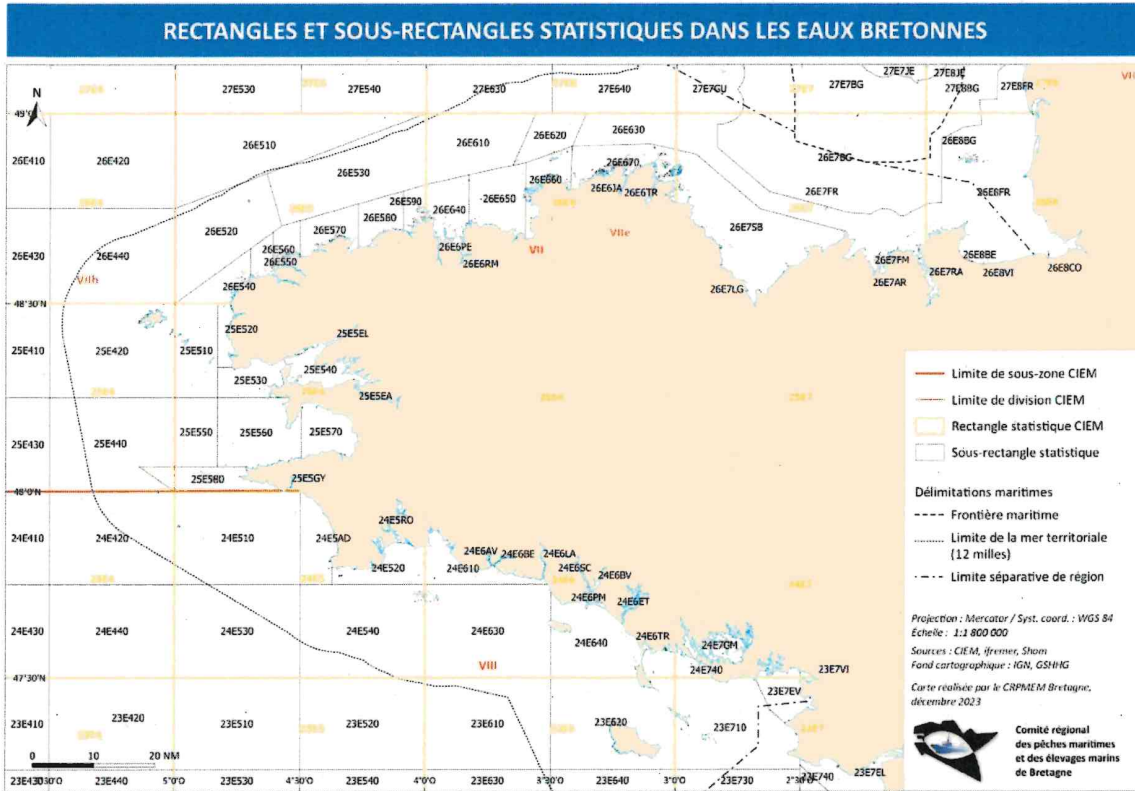 RECTANGLES ET SOUS-RECTANGLES STATISTIQUES DANS LES EAUX BRETONNES
27E530 27E540 27E630 27E640 27E7GU 27E7BG 27E7JE 27E8JE 27E8BG 27E8FR
N
49°0'N
26E410 26E420 26E510 26E530 26E610 26E620 26E630 26E7BG 26E8BG
26E660 26E670 26E6JA 26E6TR 26E7FR 26E8FR
26E520 26E560 26E550 26E570 26E580 26E590 26E640 26E650 26E7SB
26E430 26E440 VIIh 26E540 26E6PE 26E6RM VII VIIe 26E7LG 26E7FM 26E7AR 26E7RA 26E8BE 26E8VI 26E8CO
48°30'N
25E410 25E420 25E510 25E520 25E5EL
25E530 25E540 25E5EA
25E430 25E440 25E550 25E560 25E570
25E580 25E5GY
48°0'N
24E410 24E420 24E510 24E5AD 24E5RO 24E520 24E610 24E6AV 24E6BE 24E6LA 24E6SC 24E6BV
24E6PM 24E6ET
24E430 24E440 24E530 24E540 24E630 24E640 24E6TR 24E7GM 24E740
VIII 47°30'N 23E7VI
23E7EV
23E410 23E420 23E510 23E520 23E610 23E620 23E710
0 10 20 NM
23E430 23E440 23E530 23E540 23E630 23E640 23E730 23E740 23E7EL
5°0'O 4°30'O 4°0'O 3°30'O 3°0'O
Limite de sous-zone CIEM
Limite de division CIEM
Rectangle statistique CIEM
Sous-rectangle statistique
Délimitations maritimes
Frontière maritime
Limite de la mer territoriale
(12 milles)
Limite séparative de région
Projection : Mercator / Syst. coord. : WGS 84
Échelle : 1:1 800 000
Sources : CIEM, Ifremer, Shom
Fond cartographique : IGN, GSHHG
Carte réalisée par le CRPMEM Bretagne,
décembre 2023
Comité régional
des pêches maritimes
et des élevages marins
de Bretagne